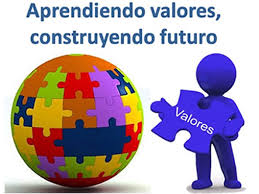 Aprendiendo valores,
construyendo futuro
Valores